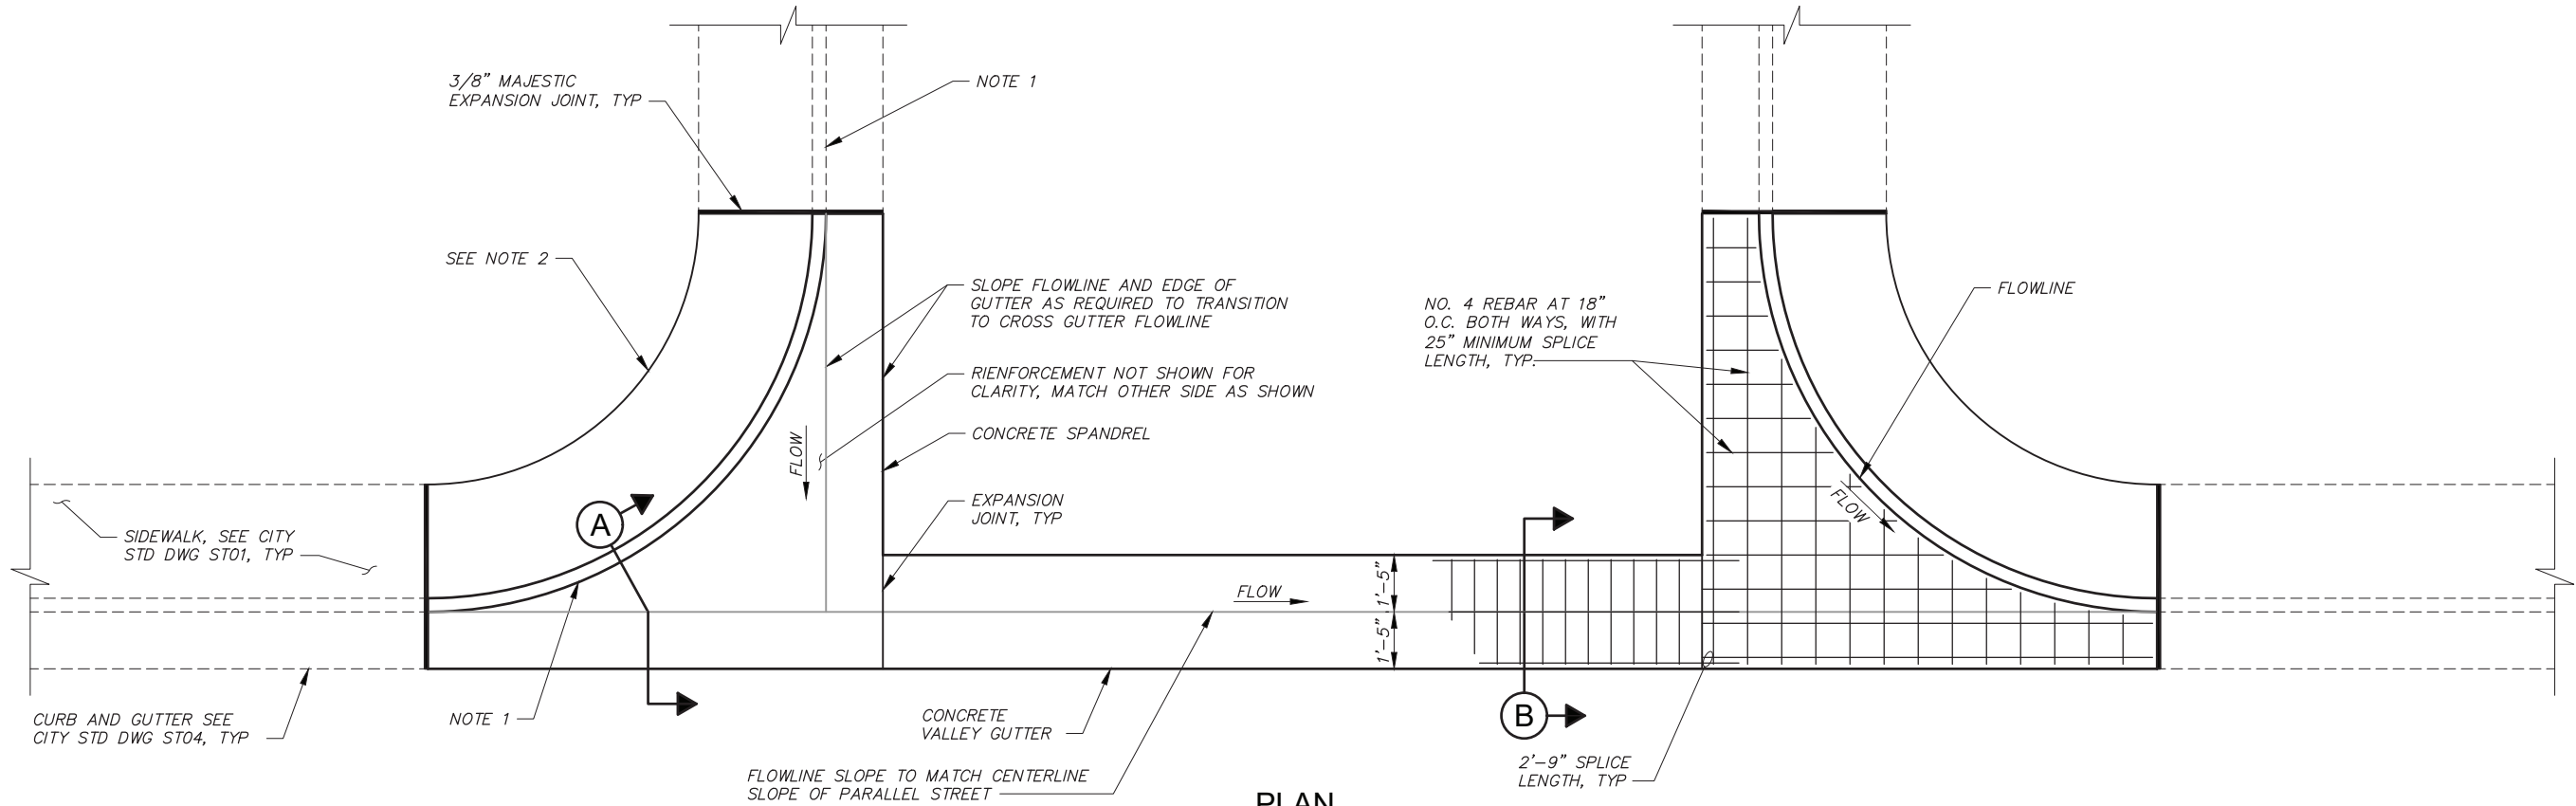 3/8" MAJESTIC
EXPANSION JOINT, TYP
NOTE 1
SEE NOTE 2
SLOPE FLOWLINE AND EDGE OF
GUTTER AS REQUIRED TO TRANSITION
TO CROSS GUTTER FLOWLINE
NO. 4 REBAR AT 18"
O.C. BOTH WAYS, WITH
25" MINIMUM SPLICE
LENGTH, TYP.
FLOWLINE
RIENFORCEMENT NOT SHOWN FOR
CLARITY, MATCH OTHER SIDE AS SHOWN
CONCRETE SPANDREL
FLOW
EXPANSION
JOINT, TYP
A
SIDEWALK, SEE CITY
STD DWG ST01, TYP
FLOW
FLOW
1'-5"
1'-5"
CURB AND GUTTER SEE
CITY STD DWG ST04, TYP
NOTE 1
CONCRETE
VALLEY GUTTER
B
2'-9" SPLICE
LENGTH, TYP
FLOWLINE SLOPE TO MATCH CENTERLINE
SLOPE OF PARALLEL STREET
PLAN